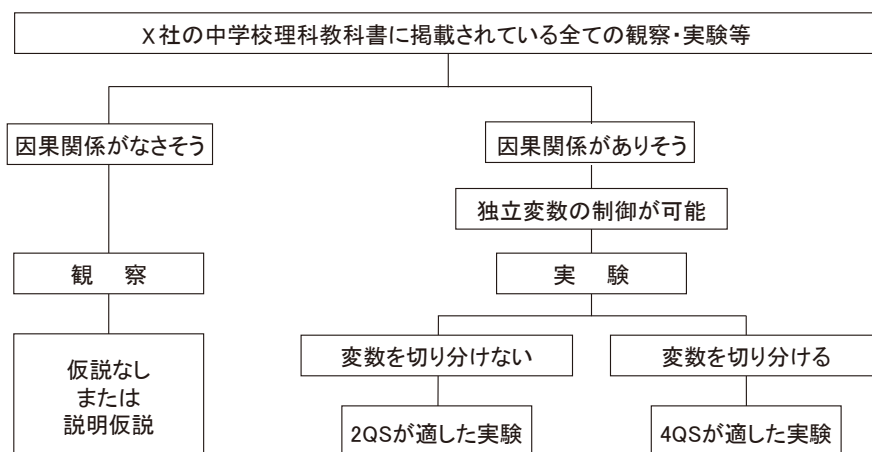 X社の中学校理科教科書に掲載されている全ての観察・実験等
因果関係がなさそう
因果関係がありそう
独立変数の制御が可能
観　察
実　験
仮説なし
または
説明仮説
変数を切り分けない
変数を切り分ける
2QSが適した実験
4QSが適した実験